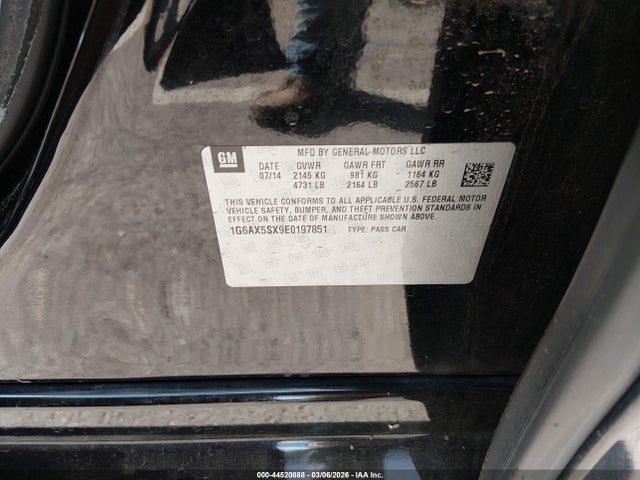 GM
MFD BY GENERAL MOTORS LLC
DATE GVWR GAWR FRT GAWR RR
07/14 2145 KG 981 KG 1164 KG
4731 LB 2164 LB 2567 LB
THIS VEHICLE CONFORMS TO ALL APPLICABLE U.S. FEDERAL MOTOR
VEHICLE SAFETY, BUMPER, AND THEFT PREVENTION STANDARDS IN
EFFECT ON THE DATE OF MANUFACTURE SHOWN ABOVE.
1G6AX5SX9E0197851 TYPE: PASS CAR
000-44520888 - 03/06/2026 - IAA Inc.